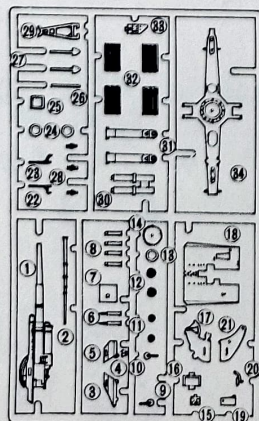 ㉙ ㉝
㉗
㉜
㉕ ㉖
㉔
㉛
㉓ ㉘
㉒ ㉚ ㉞
⑭ ⑱
① ⑧ ⑬
⑦ ⑫
② ⑰ ㉑
⑥ ⑪
⑤ ④ ⑩ ⑯ ⑳
③ ⑨ ⑮ ⑲